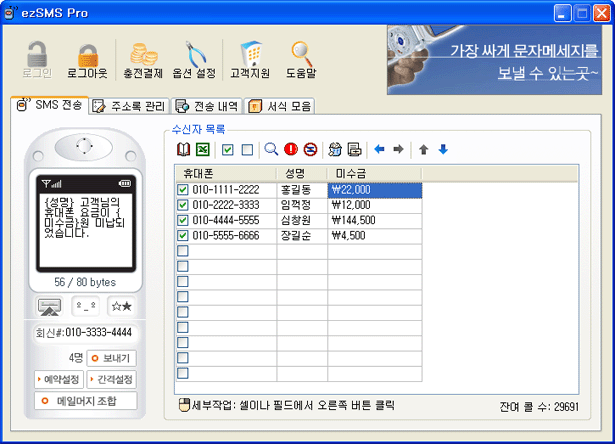 ezSMS Pro
로그인
로그아웃
충전결제
옵션 설정
고객지원
도움말
가장 싸게 문자메세지를
보낼 수 있는곳~
SMS 전송
주소록 관리
전송 내역
서식 모음
{성명} 고객님의
휴대폰 요금이 {
미수금}원 미납되
었습니다.
56 / 80 bytes
회신#:010-3333-4444
4명
보내기
예약설정
간격설정
메일머지 조합
수신자 목록
휴대폰 성명 미수금
010-1111-2222 홍길동 ₩22,000
010-2222-3333 임꺽정 ₩12,000
010-4444-5555 심창원 ₩144,500
010-5555-6666 장길순 ₩4,500
세부작업: 셀이나 필드에서 오른쪽 버튼 클릭
잔여 콜 수: 29691